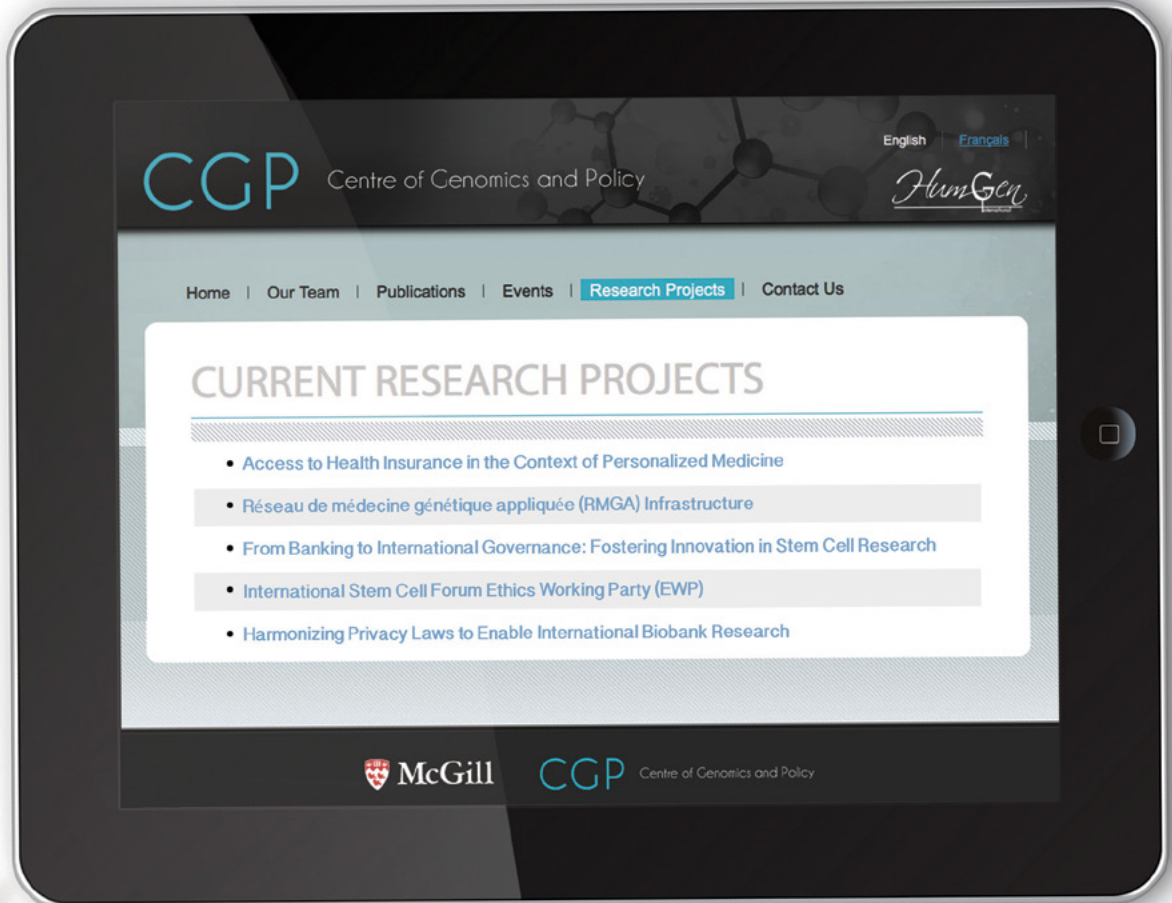 English | Français |
CGP Centre of Genomics and Policy
HumGen
International
Home | Our Team | Publications | Events | Research Projects | Contact Us
CURRENT RESEARCH PROJECTS
• Access to Health Insurance in the Context of Personalized Medicine
• Réseau de médecine génétique appliquée (RMGA) Infrastructure
• From Banking to International Governance: Fostering Innovation in Stem Cell Research
• International Stem Cell Forum Ethics Working Party (EWP)
• Harmonizing Privacy Laws to Enable International Biobank Research
McGill CGP Centre of Genomics and Policy